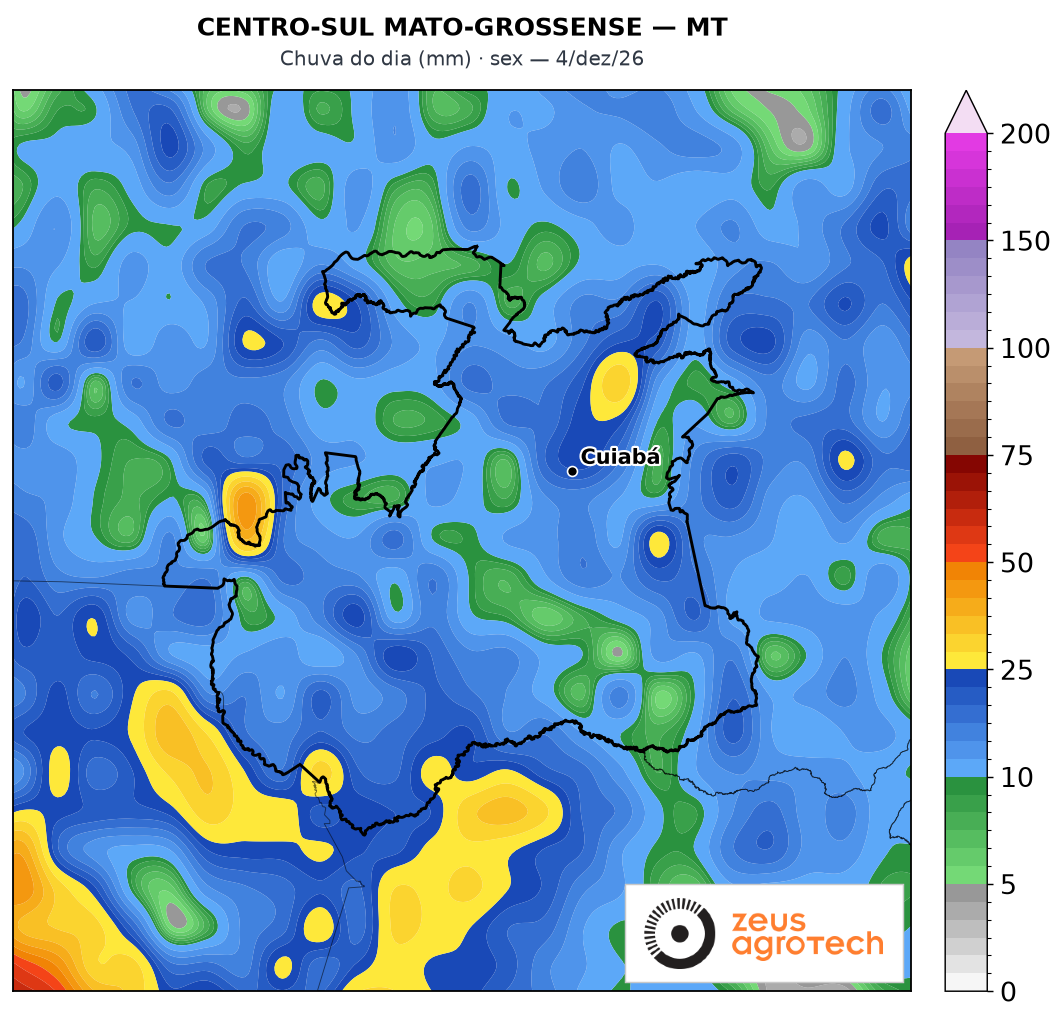 CENTRO-SUL MATO-GROSSENSE — MT
Chuva do dia (mm) · sex — 4/dez/26
200
150
100
75
50
25
10
5
0
Cuiabá
zeus
agrotech